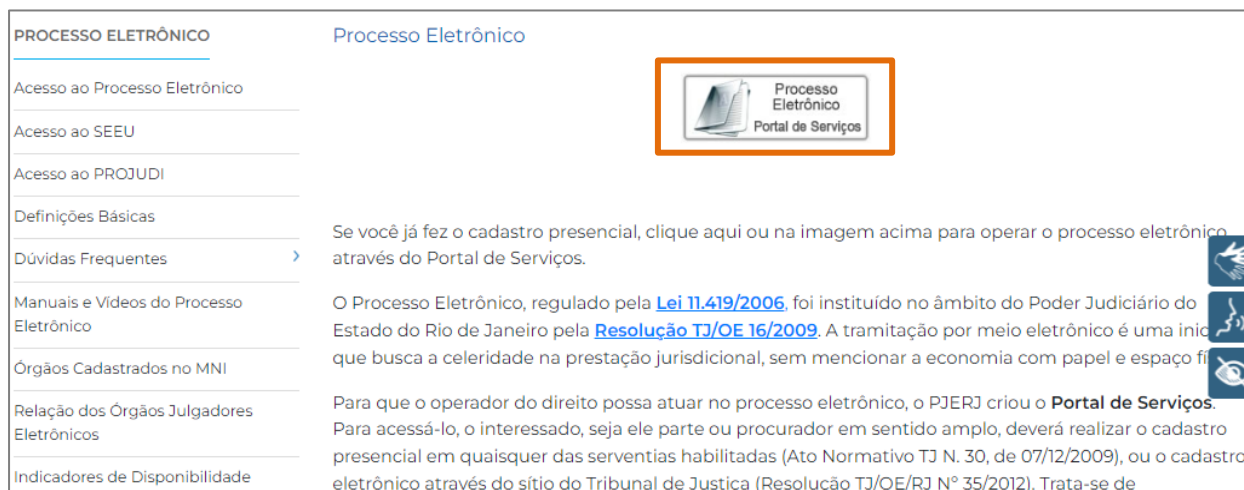 PROCESSO ELETRÔNICO
Acesso ao Processo Eletrônico
Acesso ao SEEU
Acesso ao PROJUDI
Definições Básicas
Dúvidas Frequentes
Manuais e Vídeos do Processo
Eletrônico
Órgãos Cadastrados no MNI
Relação dos Órgãos Julgadores
Eletrônicos
Indicadores de Disponibilidade
Processo Eletrônico
Processo
Eletrônico
Portal de Serviços
Se você já fez o cadastro presencial, clique aqui ou na imagem acima para operar o processo eletrônico
através do Portal de Serviços.
O Processo Eletrônico, regulado pela Lei 11.419/2006, foi instituído no âmbito do Poder Judiciário do
Estado do Rio de Janeiro pela Resolução TJ/OE 16/2009. A tramitação por meio eletrônico é uma
que busca a celeridade na prestação jurisdicional, sem mencionar a economia com papel e espaço
Para que o operador do direito possa atuar no processo eletrônico, o PJERJ criou o Portal de Serviços.
Para acessá-lo, o interessado, seja ele parte ou procurador em sentido amplo, deverá realizar o cadastro
presencial em quaisquer das serventias habilitadas (Ato Normativo TJ N. 30, de 07/12/2009), ou o cadastro
eletrônico através do sítio do Tribunal de Justiça (Resolução TJ/OE/RJ Nº 35/2012). Trata-se de